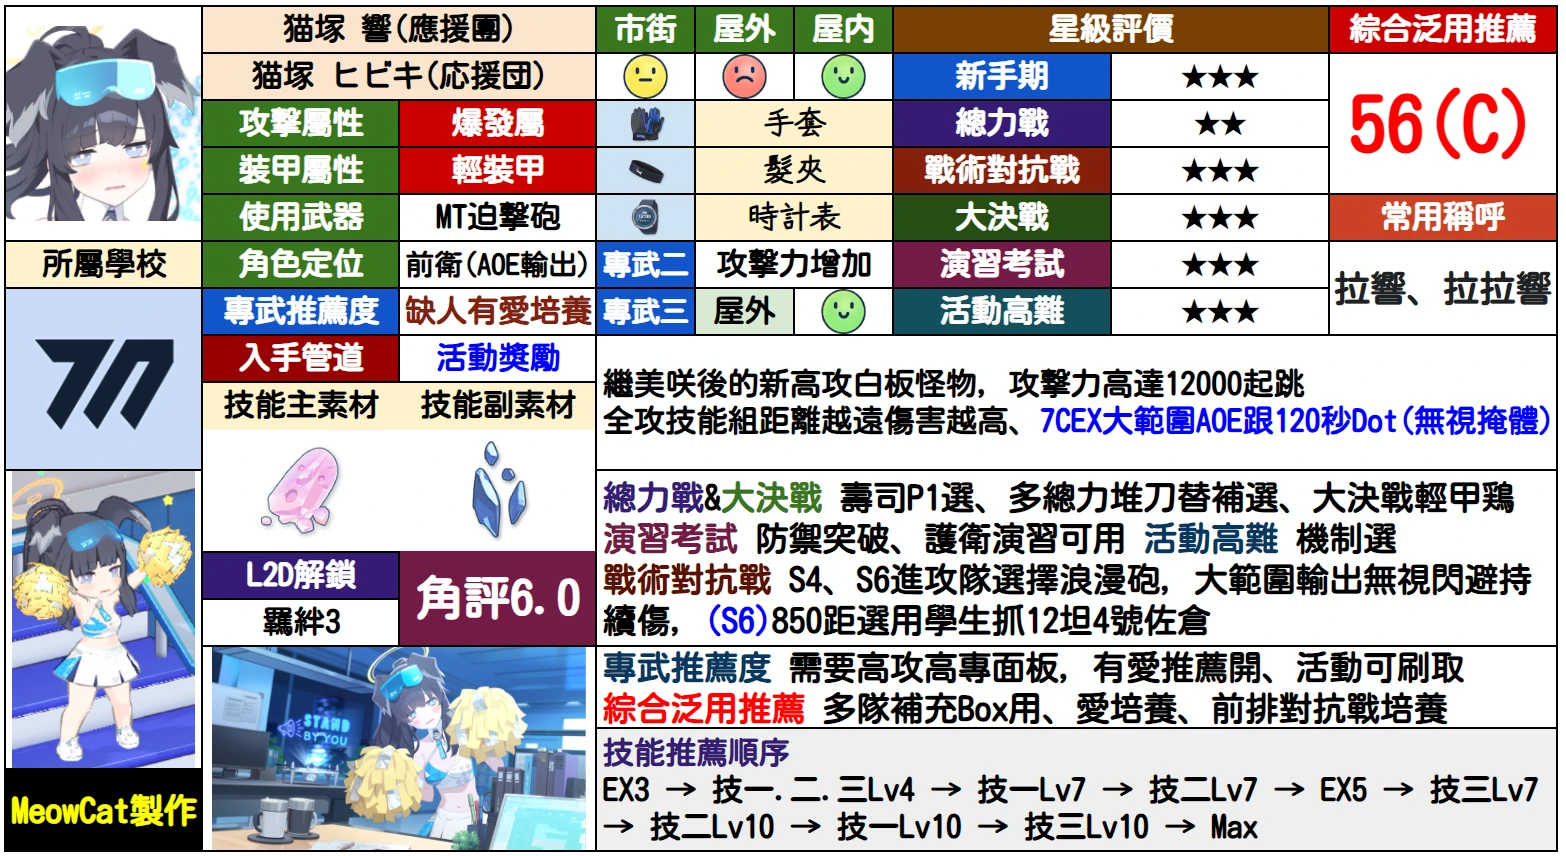 猫塚 響(應援團)
猫塚 ヒビキ(応援団)
市街 屋外 屋内
星級評價
綜合泛用推薦
新手期 ★★★
56(C)
攻擊屬性 爆發屬
手套
總力戰 ★★
裝甲屬性 輕裝甲
髮夾
戰術對抗戰 ★★★
使用武器 MT迫擊砲
時計表
大決戰 ★★★
常用稱呼
所屬學校
角色定位 前衛(AOE輸出)
專武二 攻擊力增加
演習考試 ★★★
拉響、拉拉響
專武推薦度 缺人有愛培養
專武三 屋外
活動高難 ★★★
入手管道 活動獎勵
技能主素材 技能副素材
繼美咲後的新高攻白板怪物, 攻擊力高達12000起跳
全攻技能組距離越遠傷害越高、7CEX大範圍AOE跟120秒Dot(無視掩體)
總力戰&大決戰 壽司P1選、多總力堆刀替補選、大決戰輕甲鶏
演習考試 防禦突破、護衛演習可用 活動高難 機制選
戰術對抗戰 S4、S6進攻隊選擇浪漫砲, 大範圍輸出無視閃避持
續傷, (S6)850距選用學生抓12坦4號佐倉
L2D解鎖
羈絆3
角評6.0
STAND
BY YOU
專武推薦度 需要高攻高專面板, 有愛推薦開、活動可刷取
綜合泛用推薦 多隊補充Box用、愛培養、前排對抗戰培養
技能推薦順序
EX3 → 技一.二.三Lv4 → 技一Lv7 → 技二Lv7 → EX5 → 技三Lv7
→ 技二Lv10 → 技一Lv10 → 技三Lv10 → Max
MeowCat製作